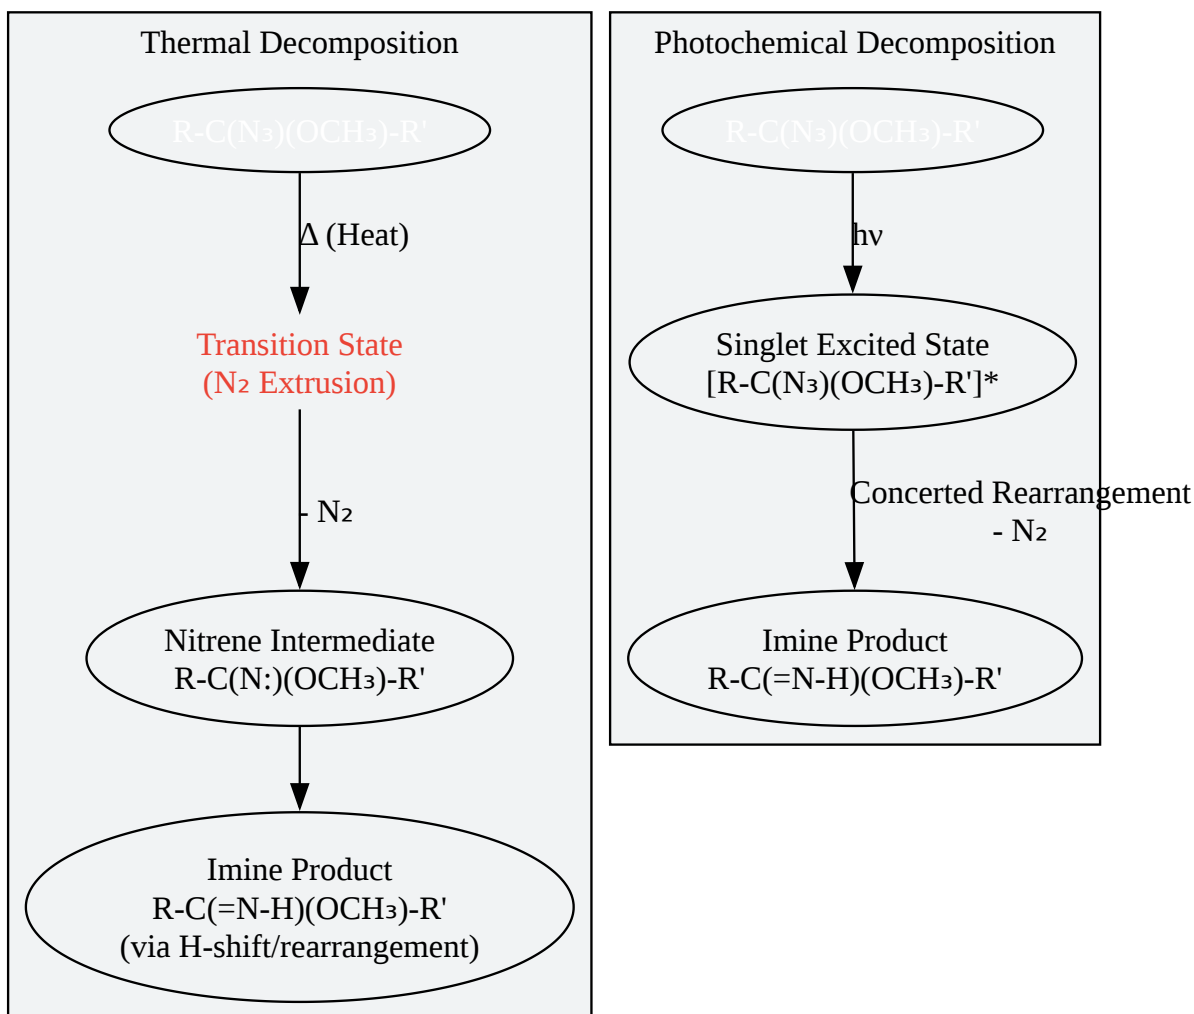 Thermal Decomposition
R-C(N₃)(OCH₃)-R'
Δ (Heat)
Transition State
(N₂ Extrusion)
- N₂
Nitrene Intermediate
R-C(N:)(OCH₃)-R'
Imine Product
R-C(=N-H)(OCH₃)-R'
(via H-shift/rearrangement)
Photochemical Decomposition
R-C(N₃)(OCH₃)-R'
hν
Singlet Excited State
[R-C(N₃)(OCH₃)-R']*
Concerted Rearrangement
- N₂
Imine Product
R-C(=N-H)(OCH₃)-R'